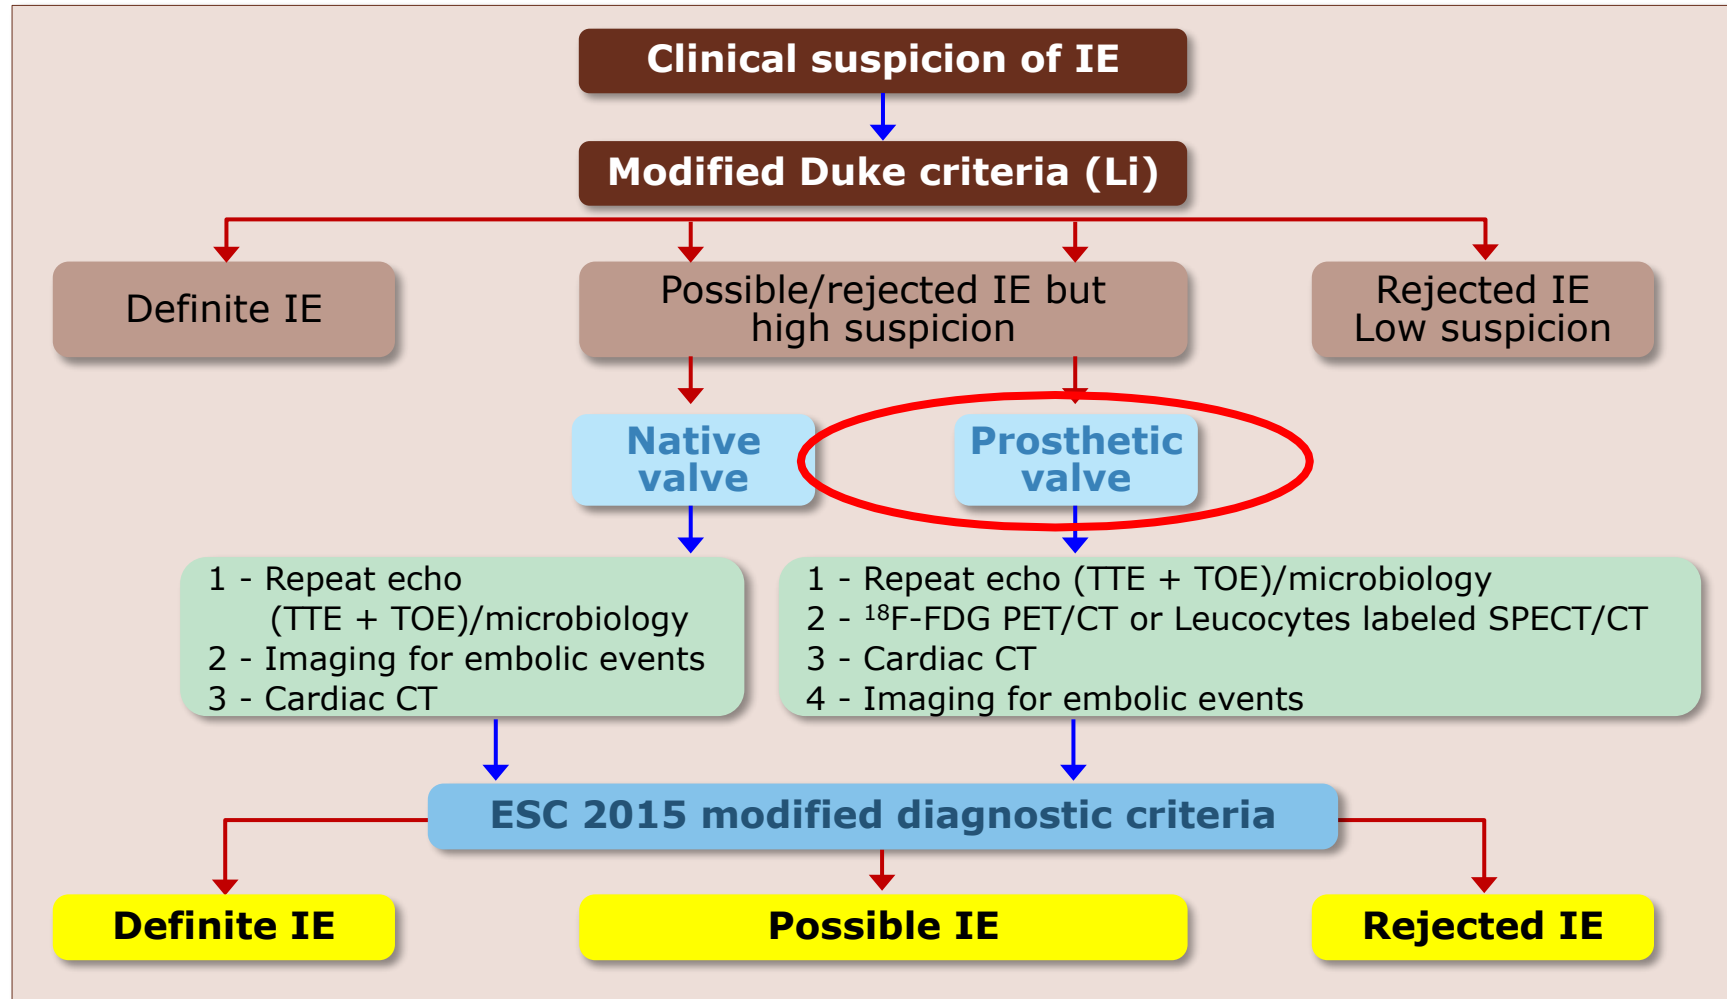 Clinical suspicion of IE
Modified Duke criteria (Li)
Definite IE
Possible/rejected IE but
high suspicion
Rejected IE
Low suspicion
Native
valve
Prosthetic
valve
1 - Repeat echo
(TTE + TOE)/microbiology
2 - Imaging for embolic events
3 - Cardiac CT
1 - Repeat echo (TTE + TOE)/microbiology
2 - ¹⁸F-FDG PET/CT or Leucocytes labeled SPECT/CT
3 - Cardiac CT
4 - Imaging for embolic events
ESC 2015 modified diagnostic criteria
Definite IE
Possible IE
Rejected IE